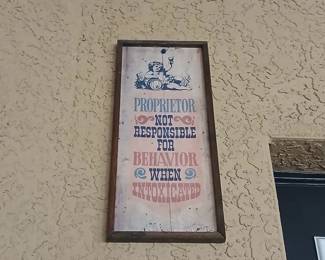 PROPRIETOR
NOT
RESPONSIBLE
FOR
BEHAVIOR
WHEN
INTOXICATED